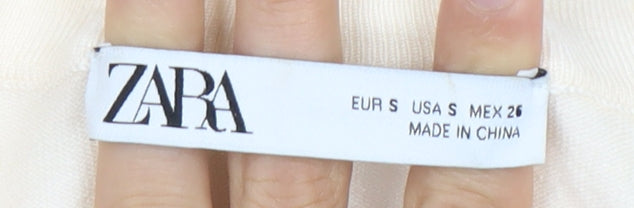 ZARA
EUR S USA S MEX 26
MADE IN CHINA